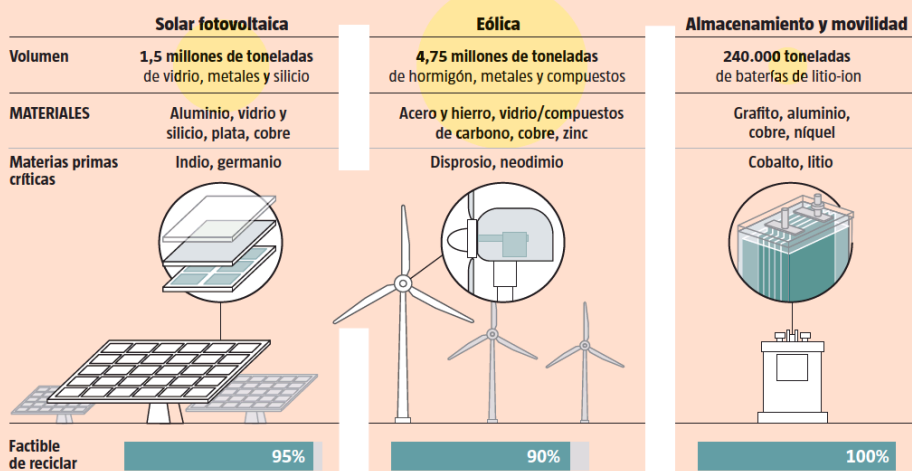 Solar fotovoltaica
Eólica
Almacenamiento y movilidad
Volumen
1,5 millones de toneladas
de vidrio, metales y silicio
4,75 millones de toneladas
de hormigón, metales y compuestos
240.000 toneladas
de baterías de litio-ion
MATERIALES
Aluminio, vidrio y
silicio, plata, cobre
Acero y hierro, vidrio/compuestos
de carbono, cobre, zinc
Grafito, aluminio,
cobre, níquel
Materias primas
críticas
Indio, germanio
Disprosio, neodimio
Cobalto, litio
Factible
de reciclar
95%
90%
100%